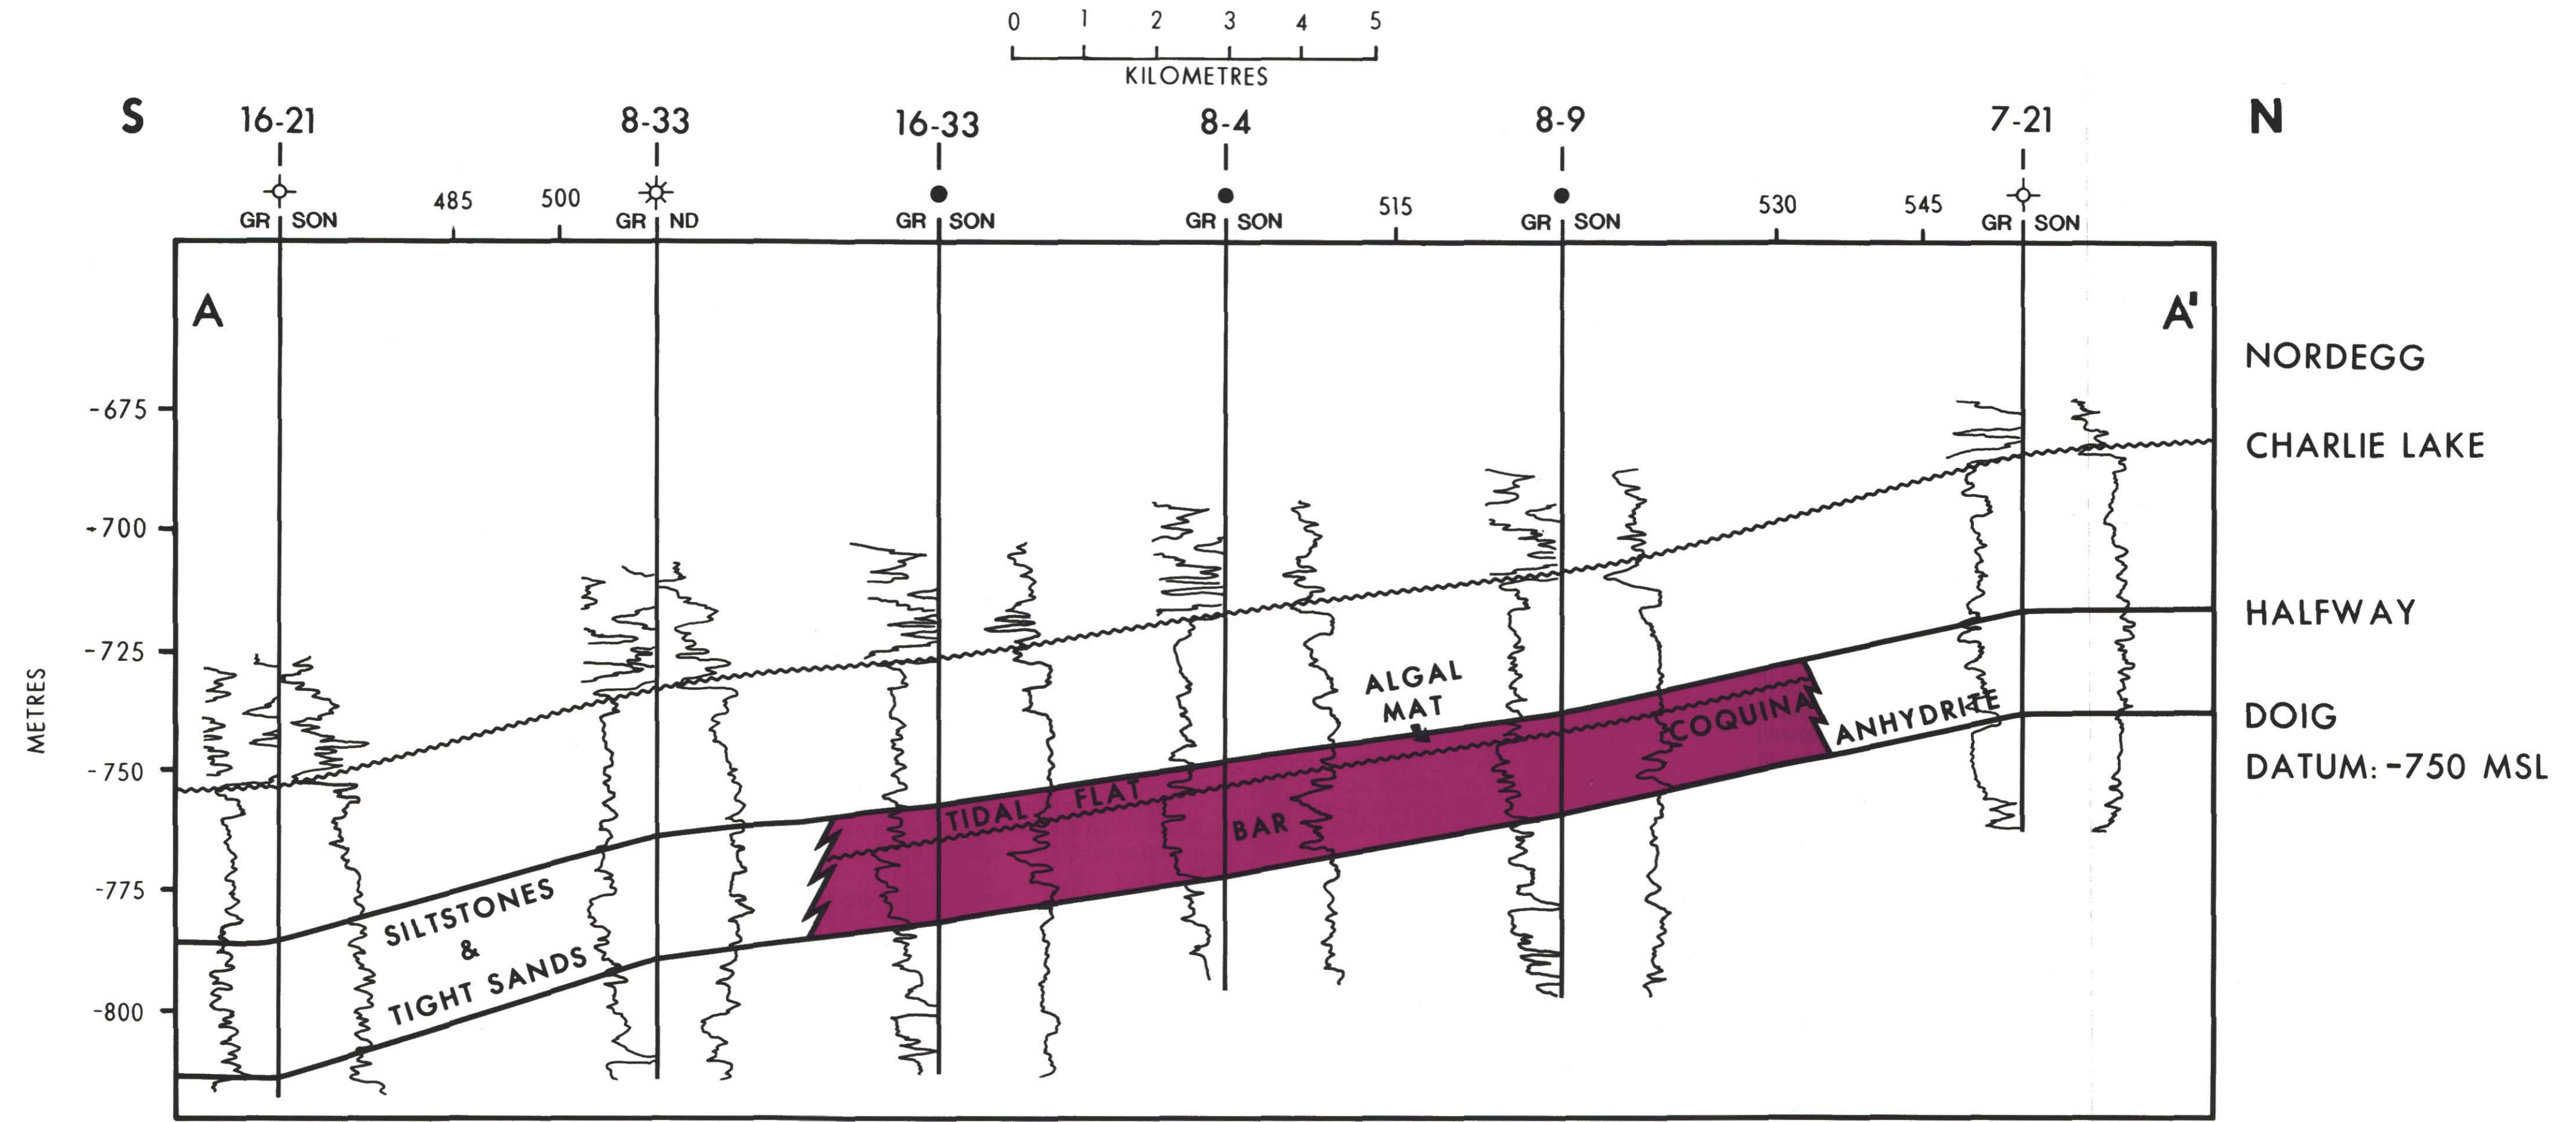 0 1 2 3 4 5
KILOMETRES
S 16-21 8-33 16-33 8-4 8-9 7-21 N
485 500 515 530 545
GR SON GR ND GR SON GR SON GR SON GR SON
A A'
NORDEGG
-675
CHARLIE LAKE
-700
HALFWAY
-725
ALGAL
MAT
COQUINA
ANHYDRITE
DOIG
METRES
-750
DATUM: -750 MSL
TIDAL FLAT
BAR
-775
SILTSTONES
&
TIGHT SANDS
-800